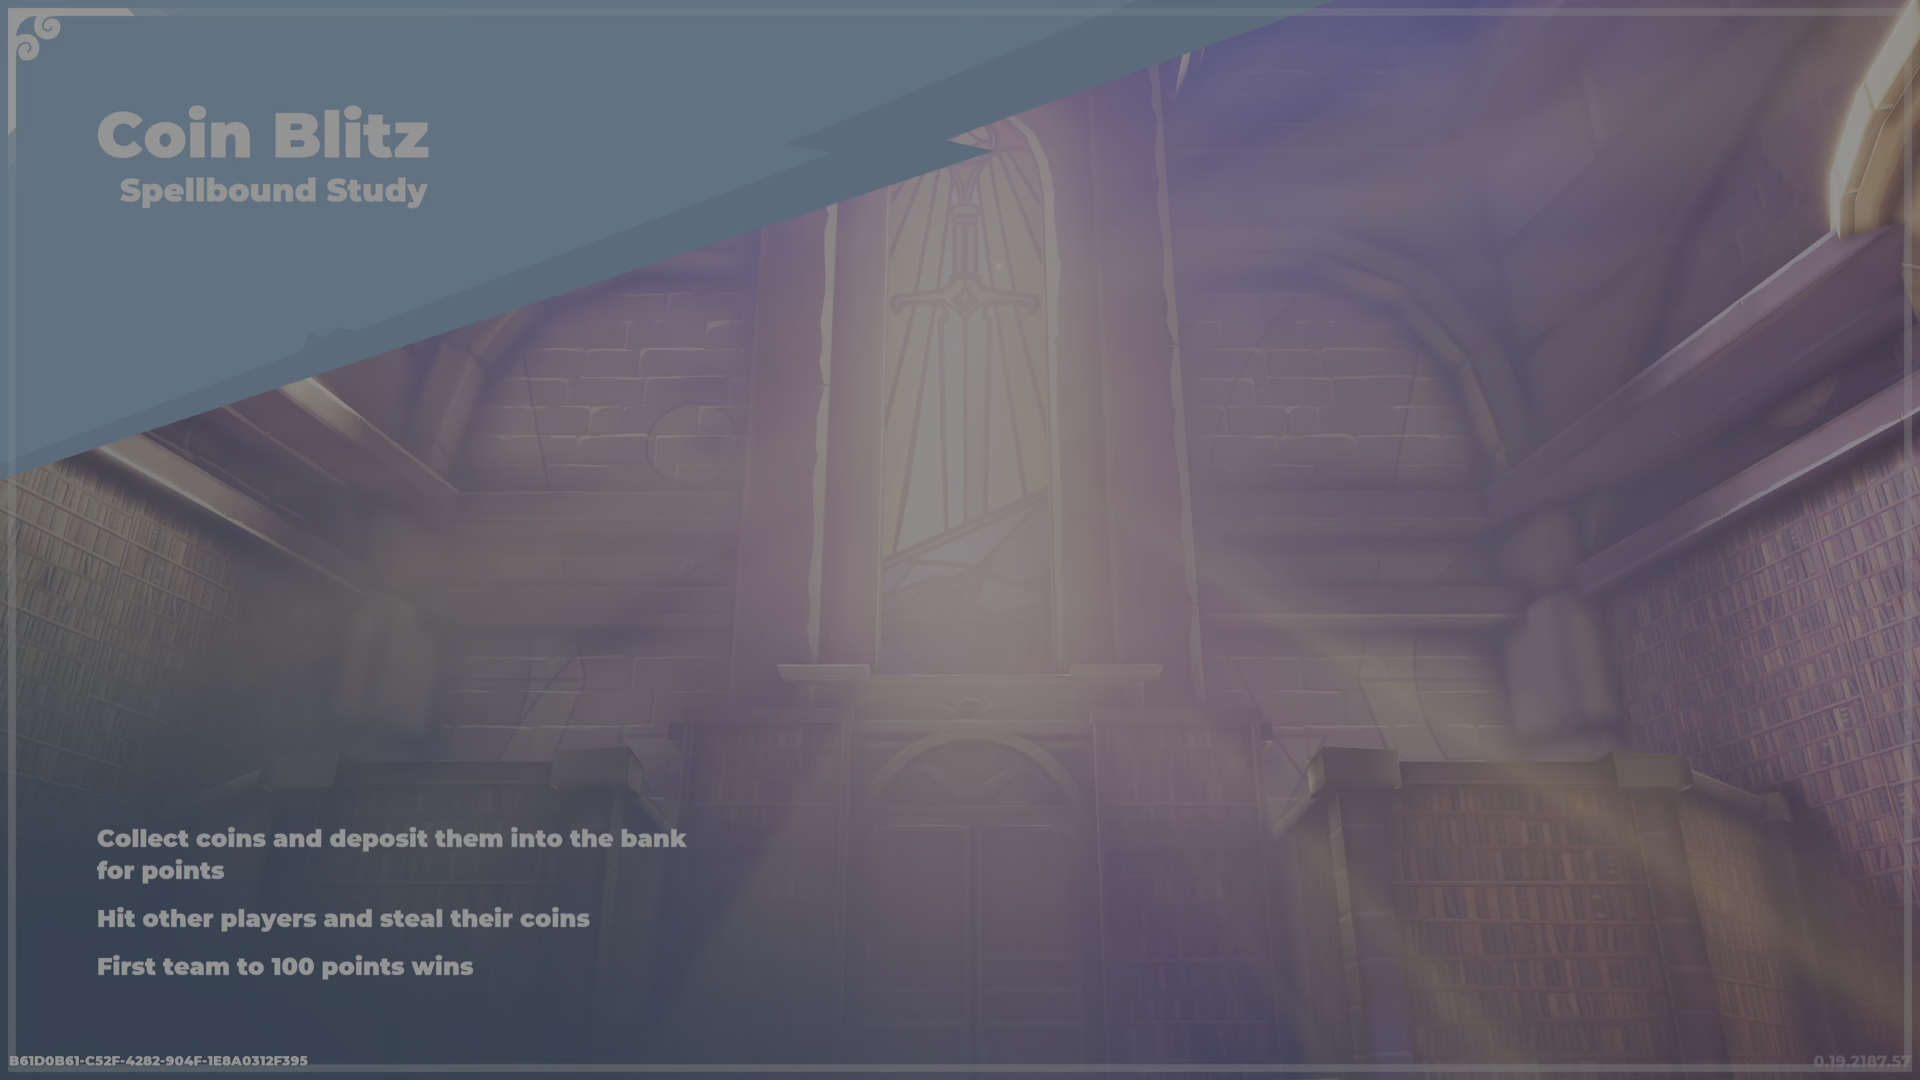 Coin Blitz
Spellbound Study
Collect coins and deposit them into the bank
for points
Hit other players and steal their coins
First team to 100 points wins
B61D0B61-C52F-4282-904F-1E8A0312F395
0.19.2187.57